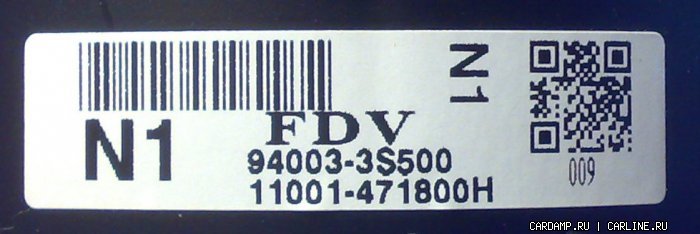 N1
FDV
N1
94003-3S500
11001-471800H
009
CARDAMP.RU | CARLINE.RU